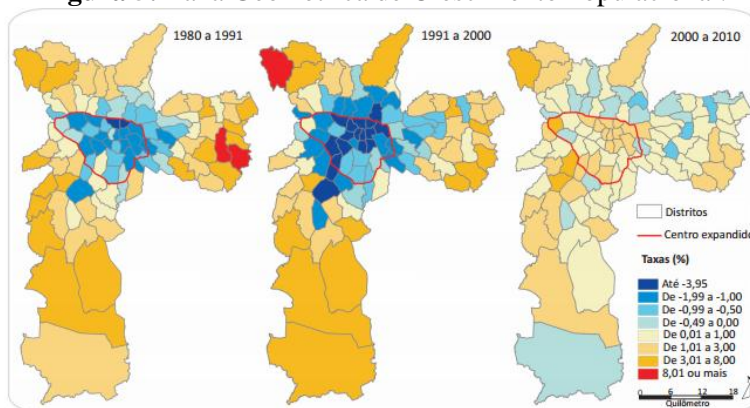 1980 a 1991
1991 a 2000
2000 a 2010
Distritos
Centro expandido
Taxas (%)
Até -3,95
De -1,99 a -1,00
De -0,99 a -0,50
De -0,49 a 0,00
De 0,01 a 1,00
De 1,01 a 3,00
De 3,01 a 8,00
8,01 ou mais
0 6 12 18
Quilômetro